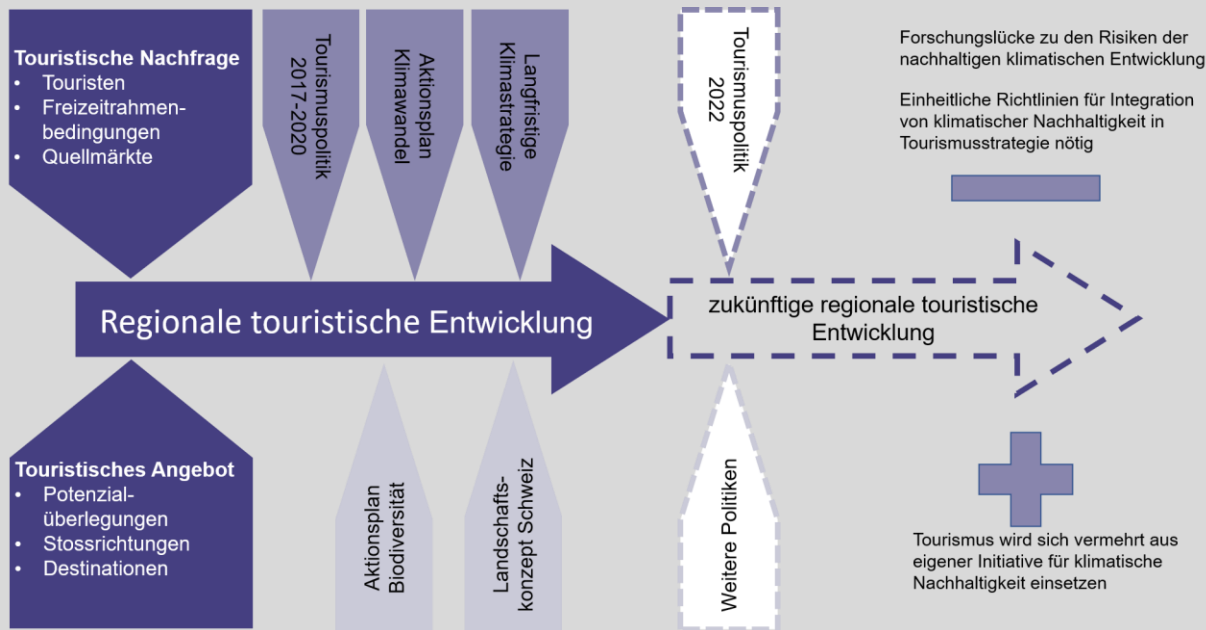 Touristische Nachfrage
• Touristen
• Freizeitrahmen-
bedingungen
• Quellmärkte
Tourismuspolitik
2017-2020
Aktionsplan
Klimawandel
Langfristige
Klimastrategie
Tourismuspolitik
2022
Forschungslücke zu den Risiken der
nachhaltigen klimatischen Entwicklung
Einheitliche Richtlinien für Integration
von klimatischer Nachhaltigkeit in
Tourismusstrategie nötig
Regionale touristische Entwicklung
zukünftige regionale touristische
Entwicklung
Touristisches Angebot
• Potenzial-
überlegungen
• Stossrichtungen
• Destinationen
Aktionsplan
Biodiversität
Landschafts-
konzept Schweiz
Weitere Politiken
Tourismus wird sich vermehrt aus
eigener Initiative für klimatische
Nachhaltigkeit einsetzen